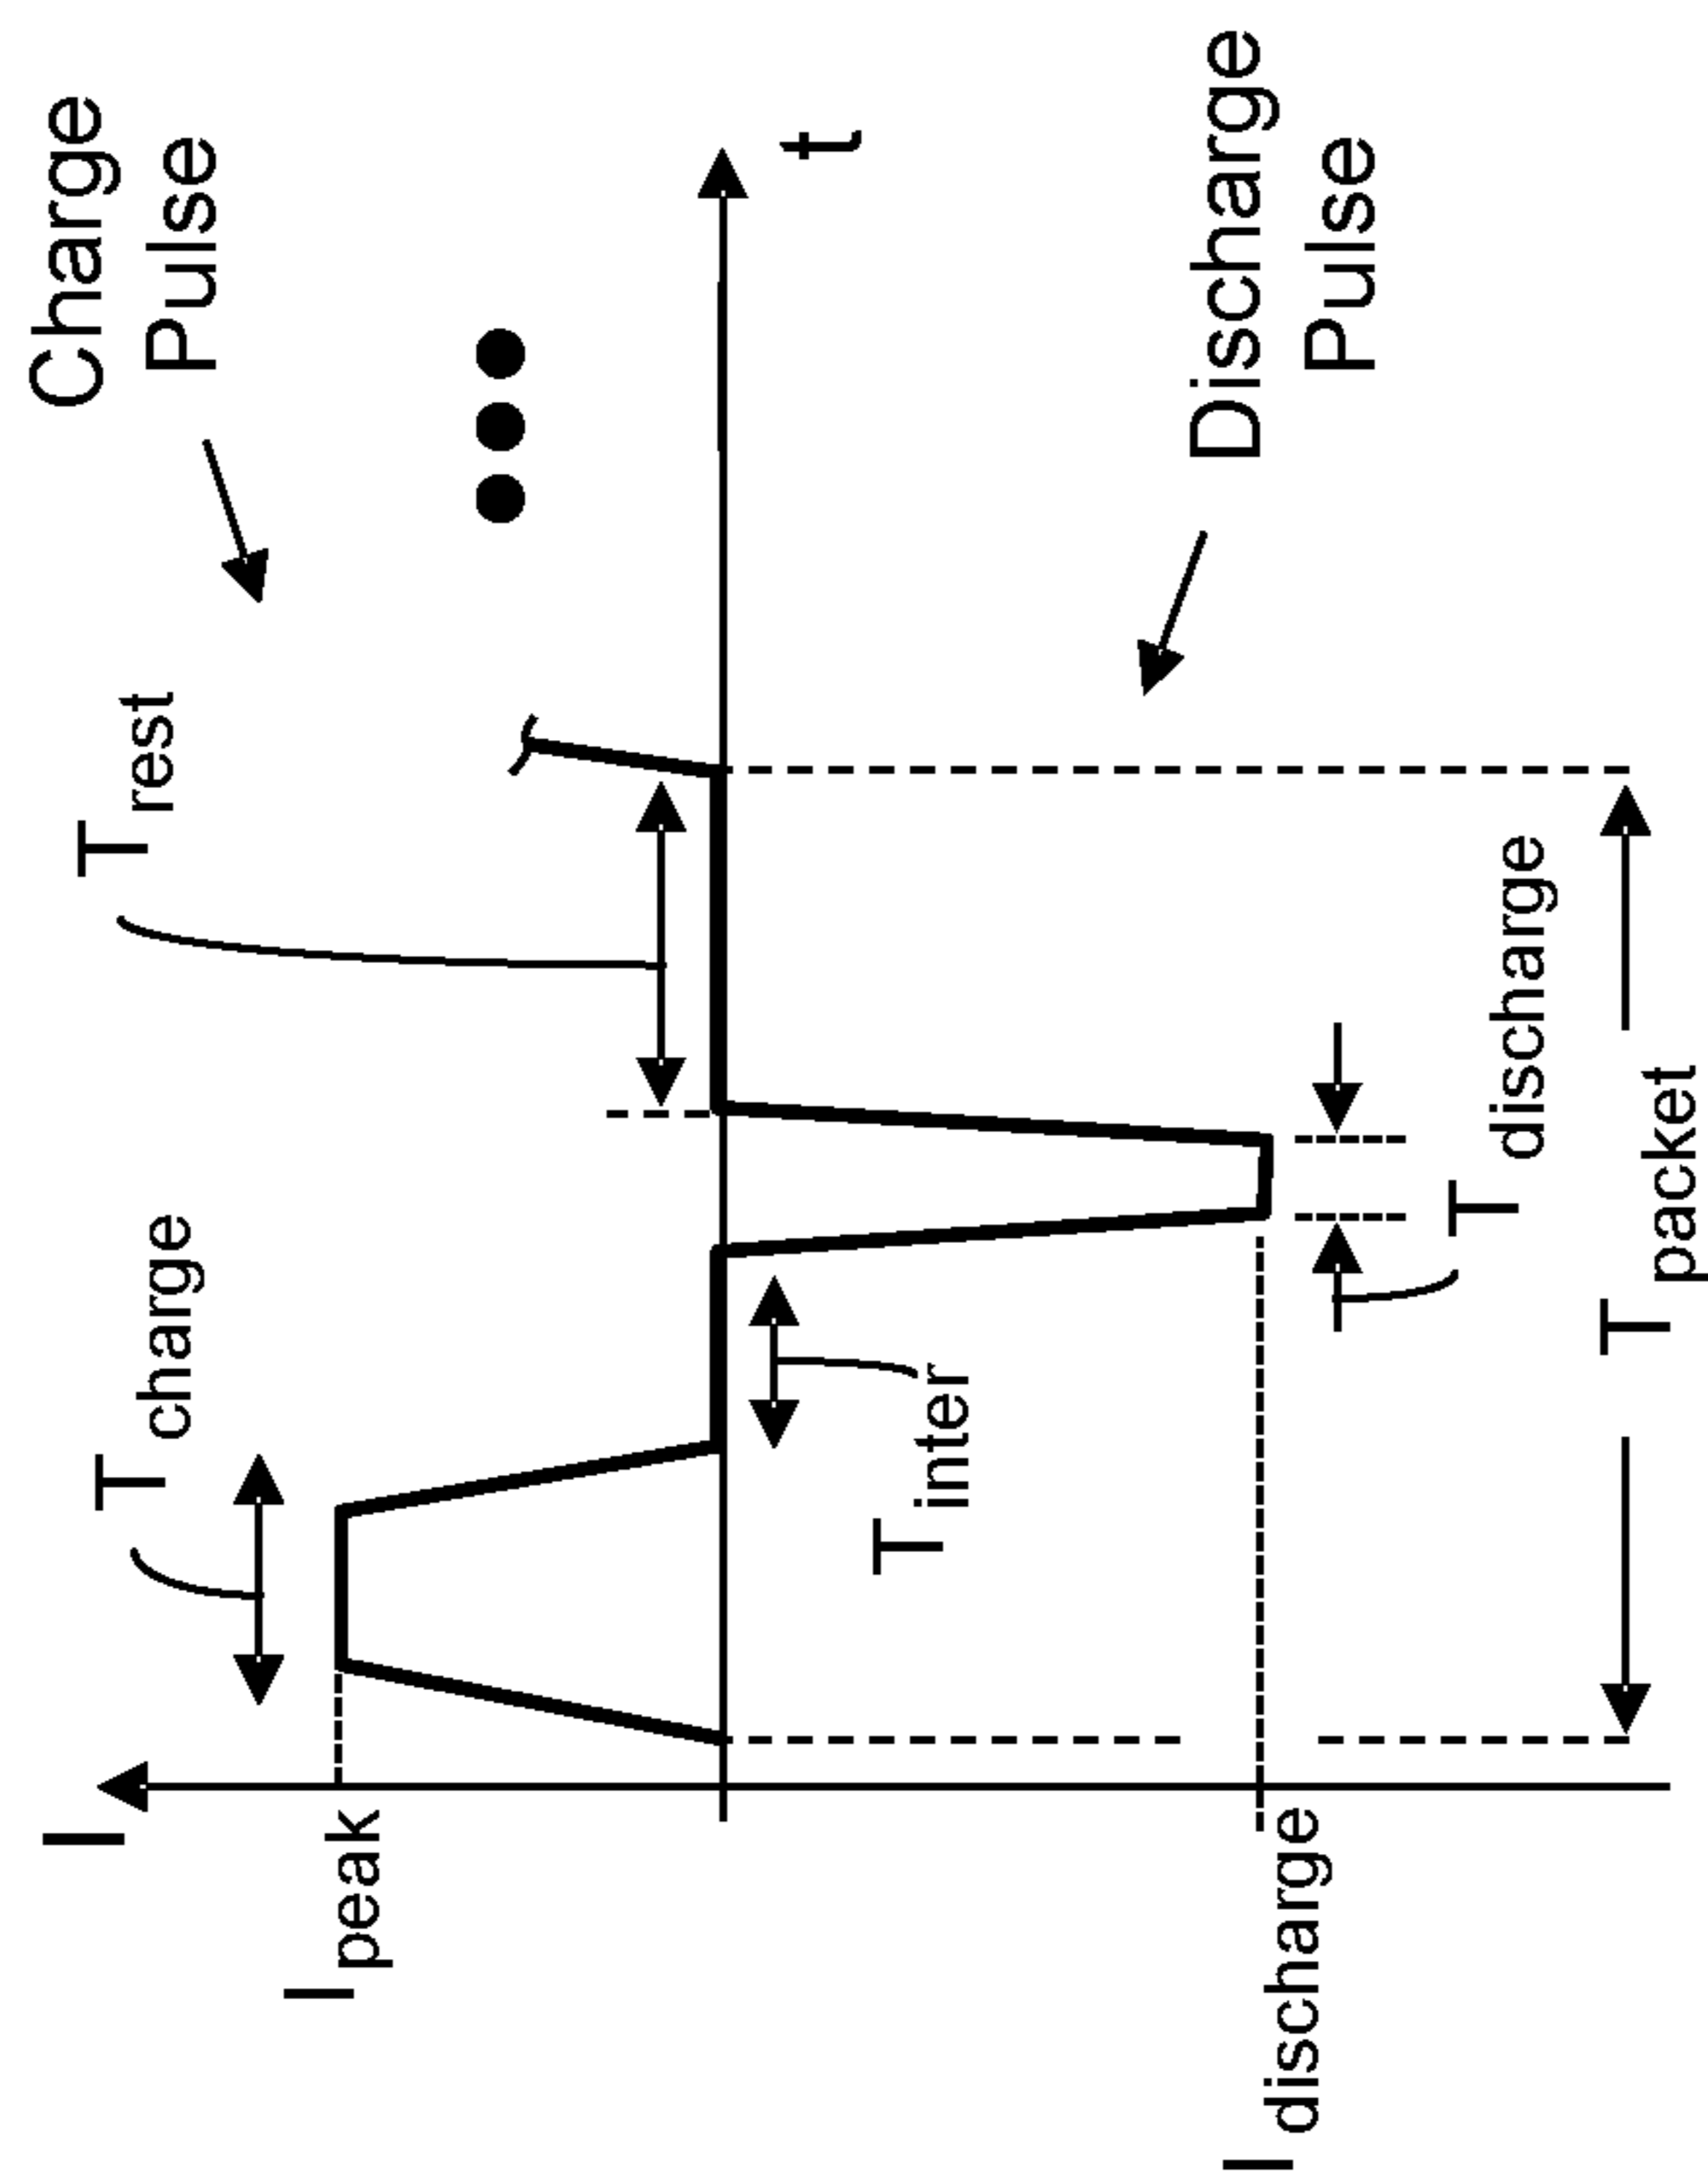 I
I peak
T charge
T rest
Charge
Pulse
t
T inter
I discharge
T discharge
T packet
Discharge
Pulse